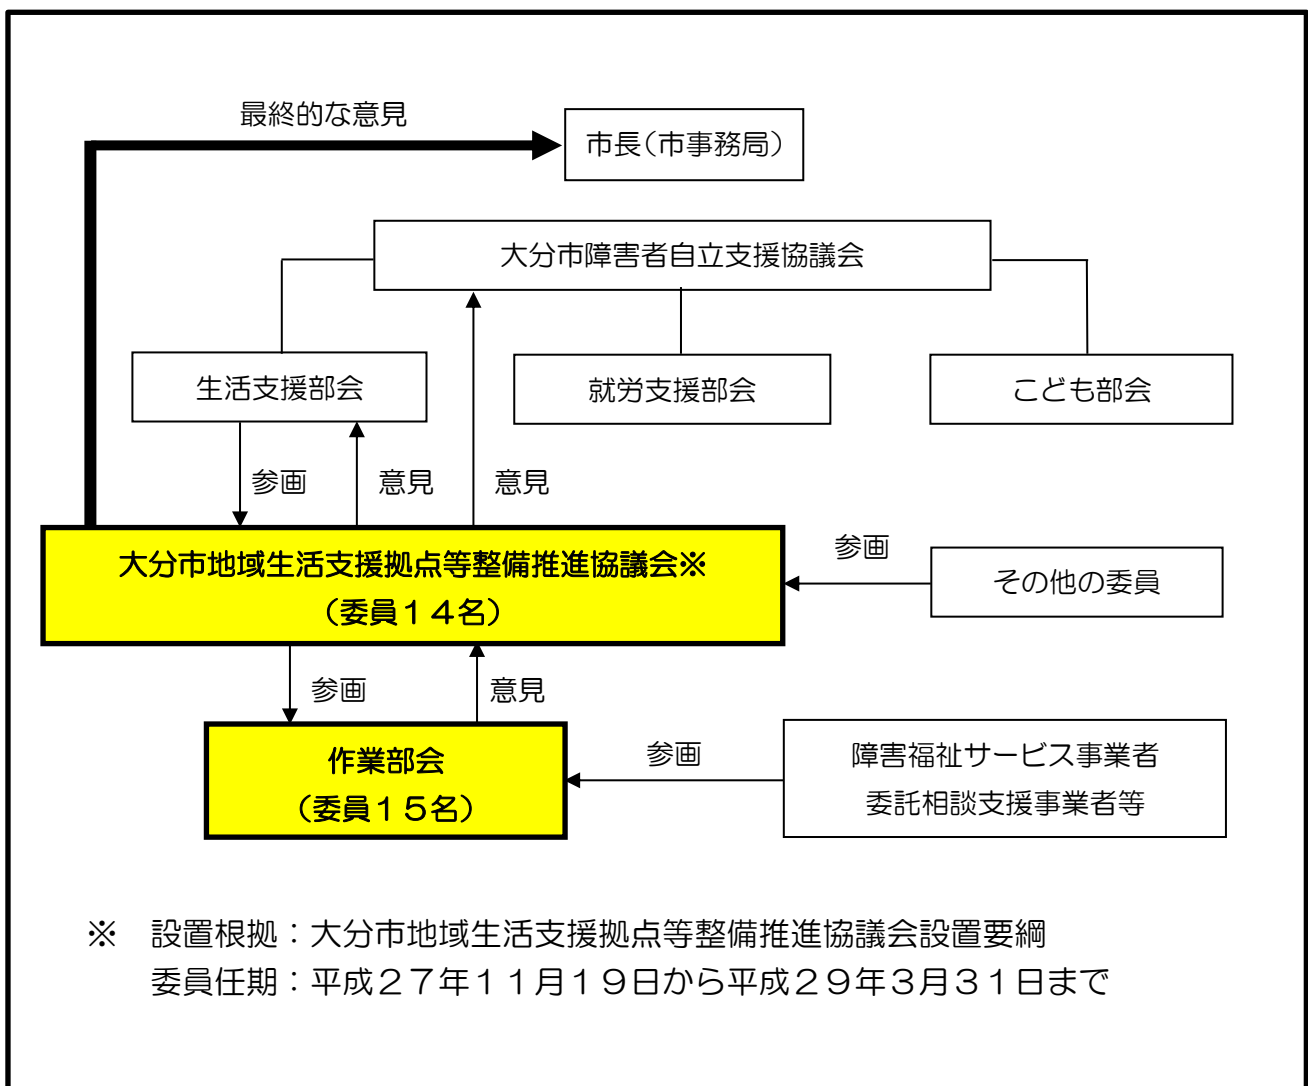 最終的な意見
市長（市事務局）
大分市障害者自立支援協議会
生活支援部会
就労支援部会
こども部会
参画
意見
意見
大分市地域生活支援拠点等整備推進協議会※
（委員１４名）
参画
その他の委員
参画
意見
作業部会
（委員１５名）
参画
障害福祉サービス事業者
委託相談支援事業者等
※　設置根拠：大分市地域生活支援拠点等整備推進協議会設置要綱
委員任期：平成２７年１１月１９日から平成２９年３月３１日まで